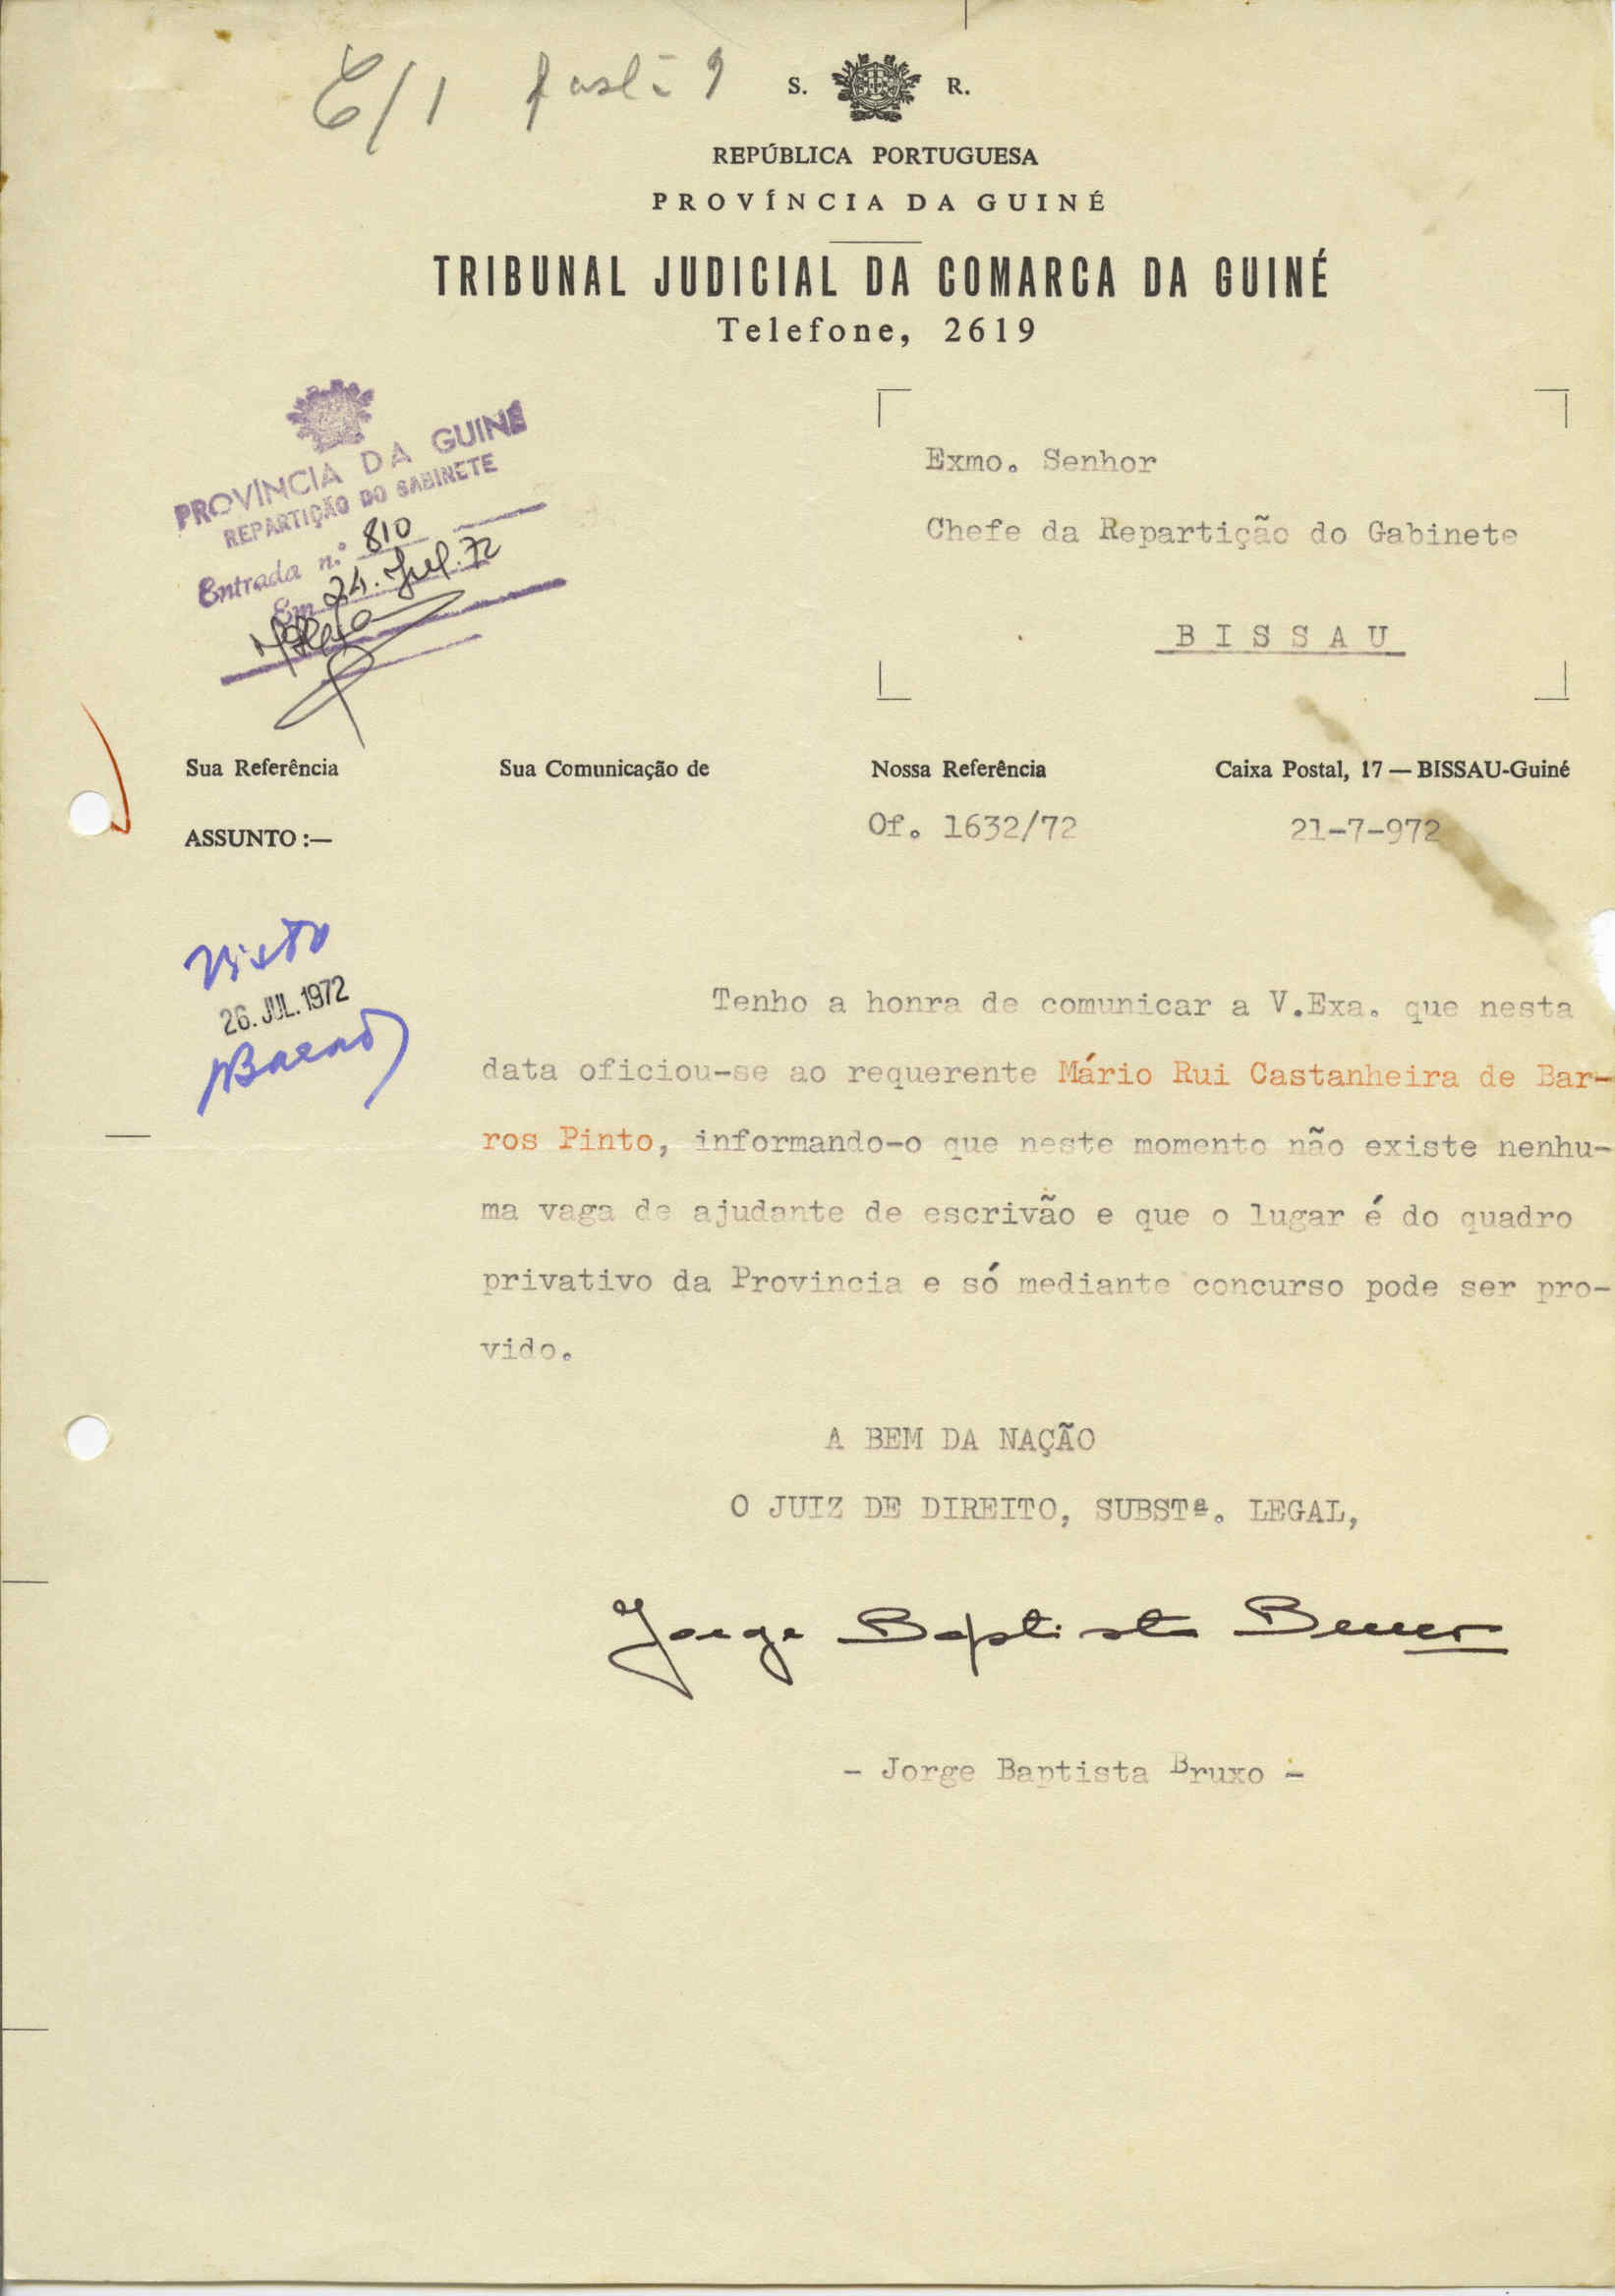 E/1
S. R.
REPÚBLICA PORTUGUESA
PROVÍNCIA DA GUINÉ
TRIBUNAL JUDICIAL DA COMARCA DA GUINÉ
Telefone, 2619
PROVÍNCIA DA GUINÉ
REPARTIÇÃO DO GABINETE
Entrada n.º 810
Em 24. Jul. 72
Exmo. Senhor
Chefe da Repartição do Gabinete
BISSAU
Sua Referência Sua Comunicação de Nossa Referência Caixa Postal, 17 — BISSAU-Guiné
Of. 1632/72 21-7-972
ASSUNTO :—
Visto
26. JUL. 1972
Tenho a honra de comunicar a V.Exa. que nesta
data oficiou-se ao requerente Mário Rui Castanheira de Bar-
ros Pinto, informando-o que neste momento não existe nenhu-
ma vaga de ajudante de escrivão e que o lugar é do quadro
privativo da Provincia e só mediante concurso pode ser pro-
vido.
A BEM DA NAÇÃO
O JUIZ DE DIREITO, SUBSTª. LEGAL,
Jorge Baptista Bruxo
- Jorge Baptista Bruxo -